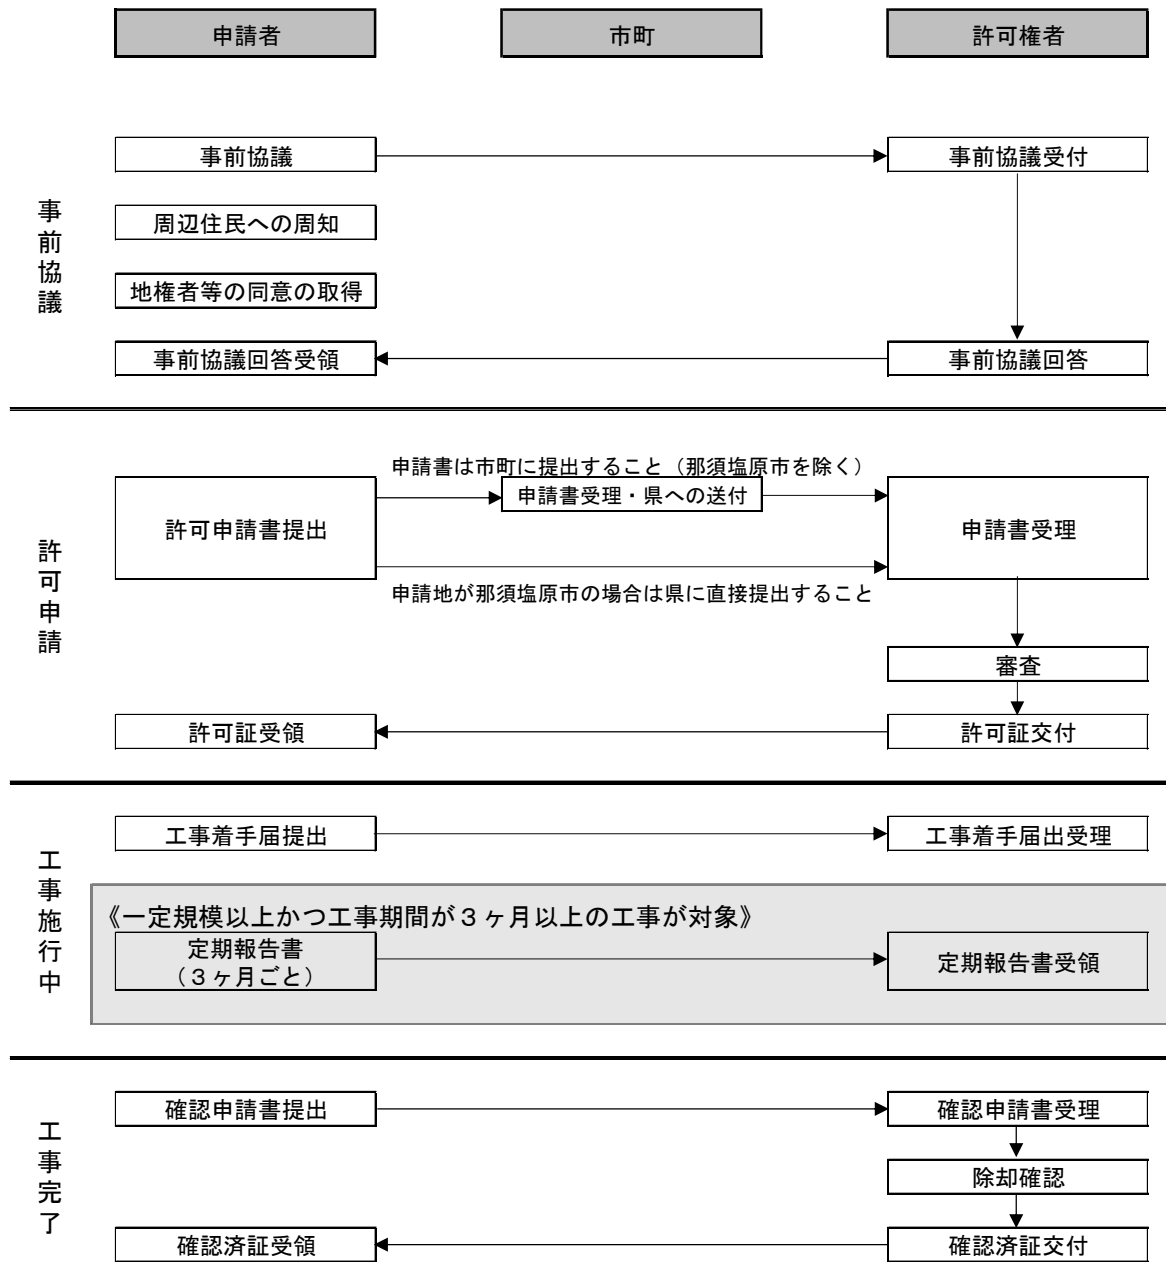 申請者
市町
許可権者
事前協議
事前協議
事前協議受付
周辺住民への周知
地権者等の同意の取得
事前協議回答受領
事前協議回答
許可申請
申請書は市町に提出すること（那須塩原市を除く）
許可申請書提出
申請書受理・県への送付
申請書受理
申請地が那須塩原市の場合は県に直接提出すること
審査
許可証受領
許可証交付
工事施行中
工事着手届提出
工事着手届出受理
《一定規模以上かつ工事期間が３ヶ月以上の工事が対象》
定期報告書
（３ヶ月ごと）
定期報告書受領
工事完了
確認申請書提出
確認申請書受理
除却確認
確認済証受領
確認済証交付